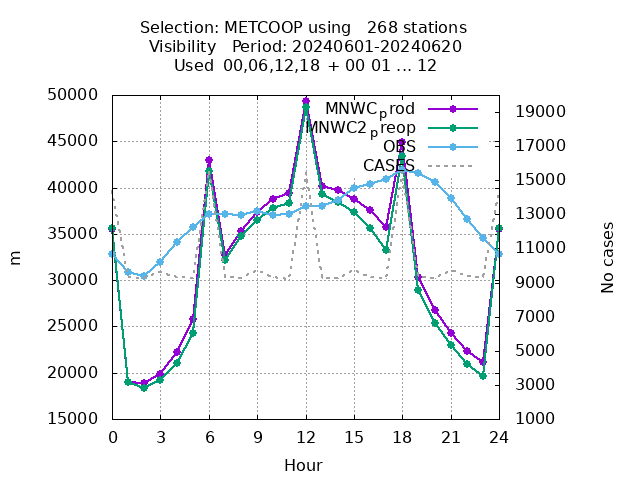 Selection: METCOOP using   268 stations
Visibility   Period: 20240601-20240620
Used 00,06,12,18 + 00 01 ... 12
50000
45000
40000
35000
30000
25000
20000
15000
m
19000
17000
15000
13000
11000
9000
7000
5000
3000
1000
No cases
MNWC_prod
MNWC2_preop
OBS
CASES
0 3 6 9 12 15 18 21 24
Hour